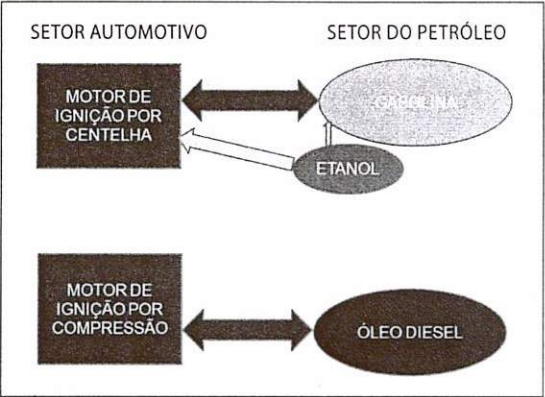 SETOR AUTOMOTIVO
SETOR DO PETRÓLEO
MOTOR DE
IGNIÇÃO POR
CENTELHA
GASOLINA
ETANOL
MOTOR DE
IGNIÇÃO POR
COMPRESSÃO
ÓLEO DIESEL